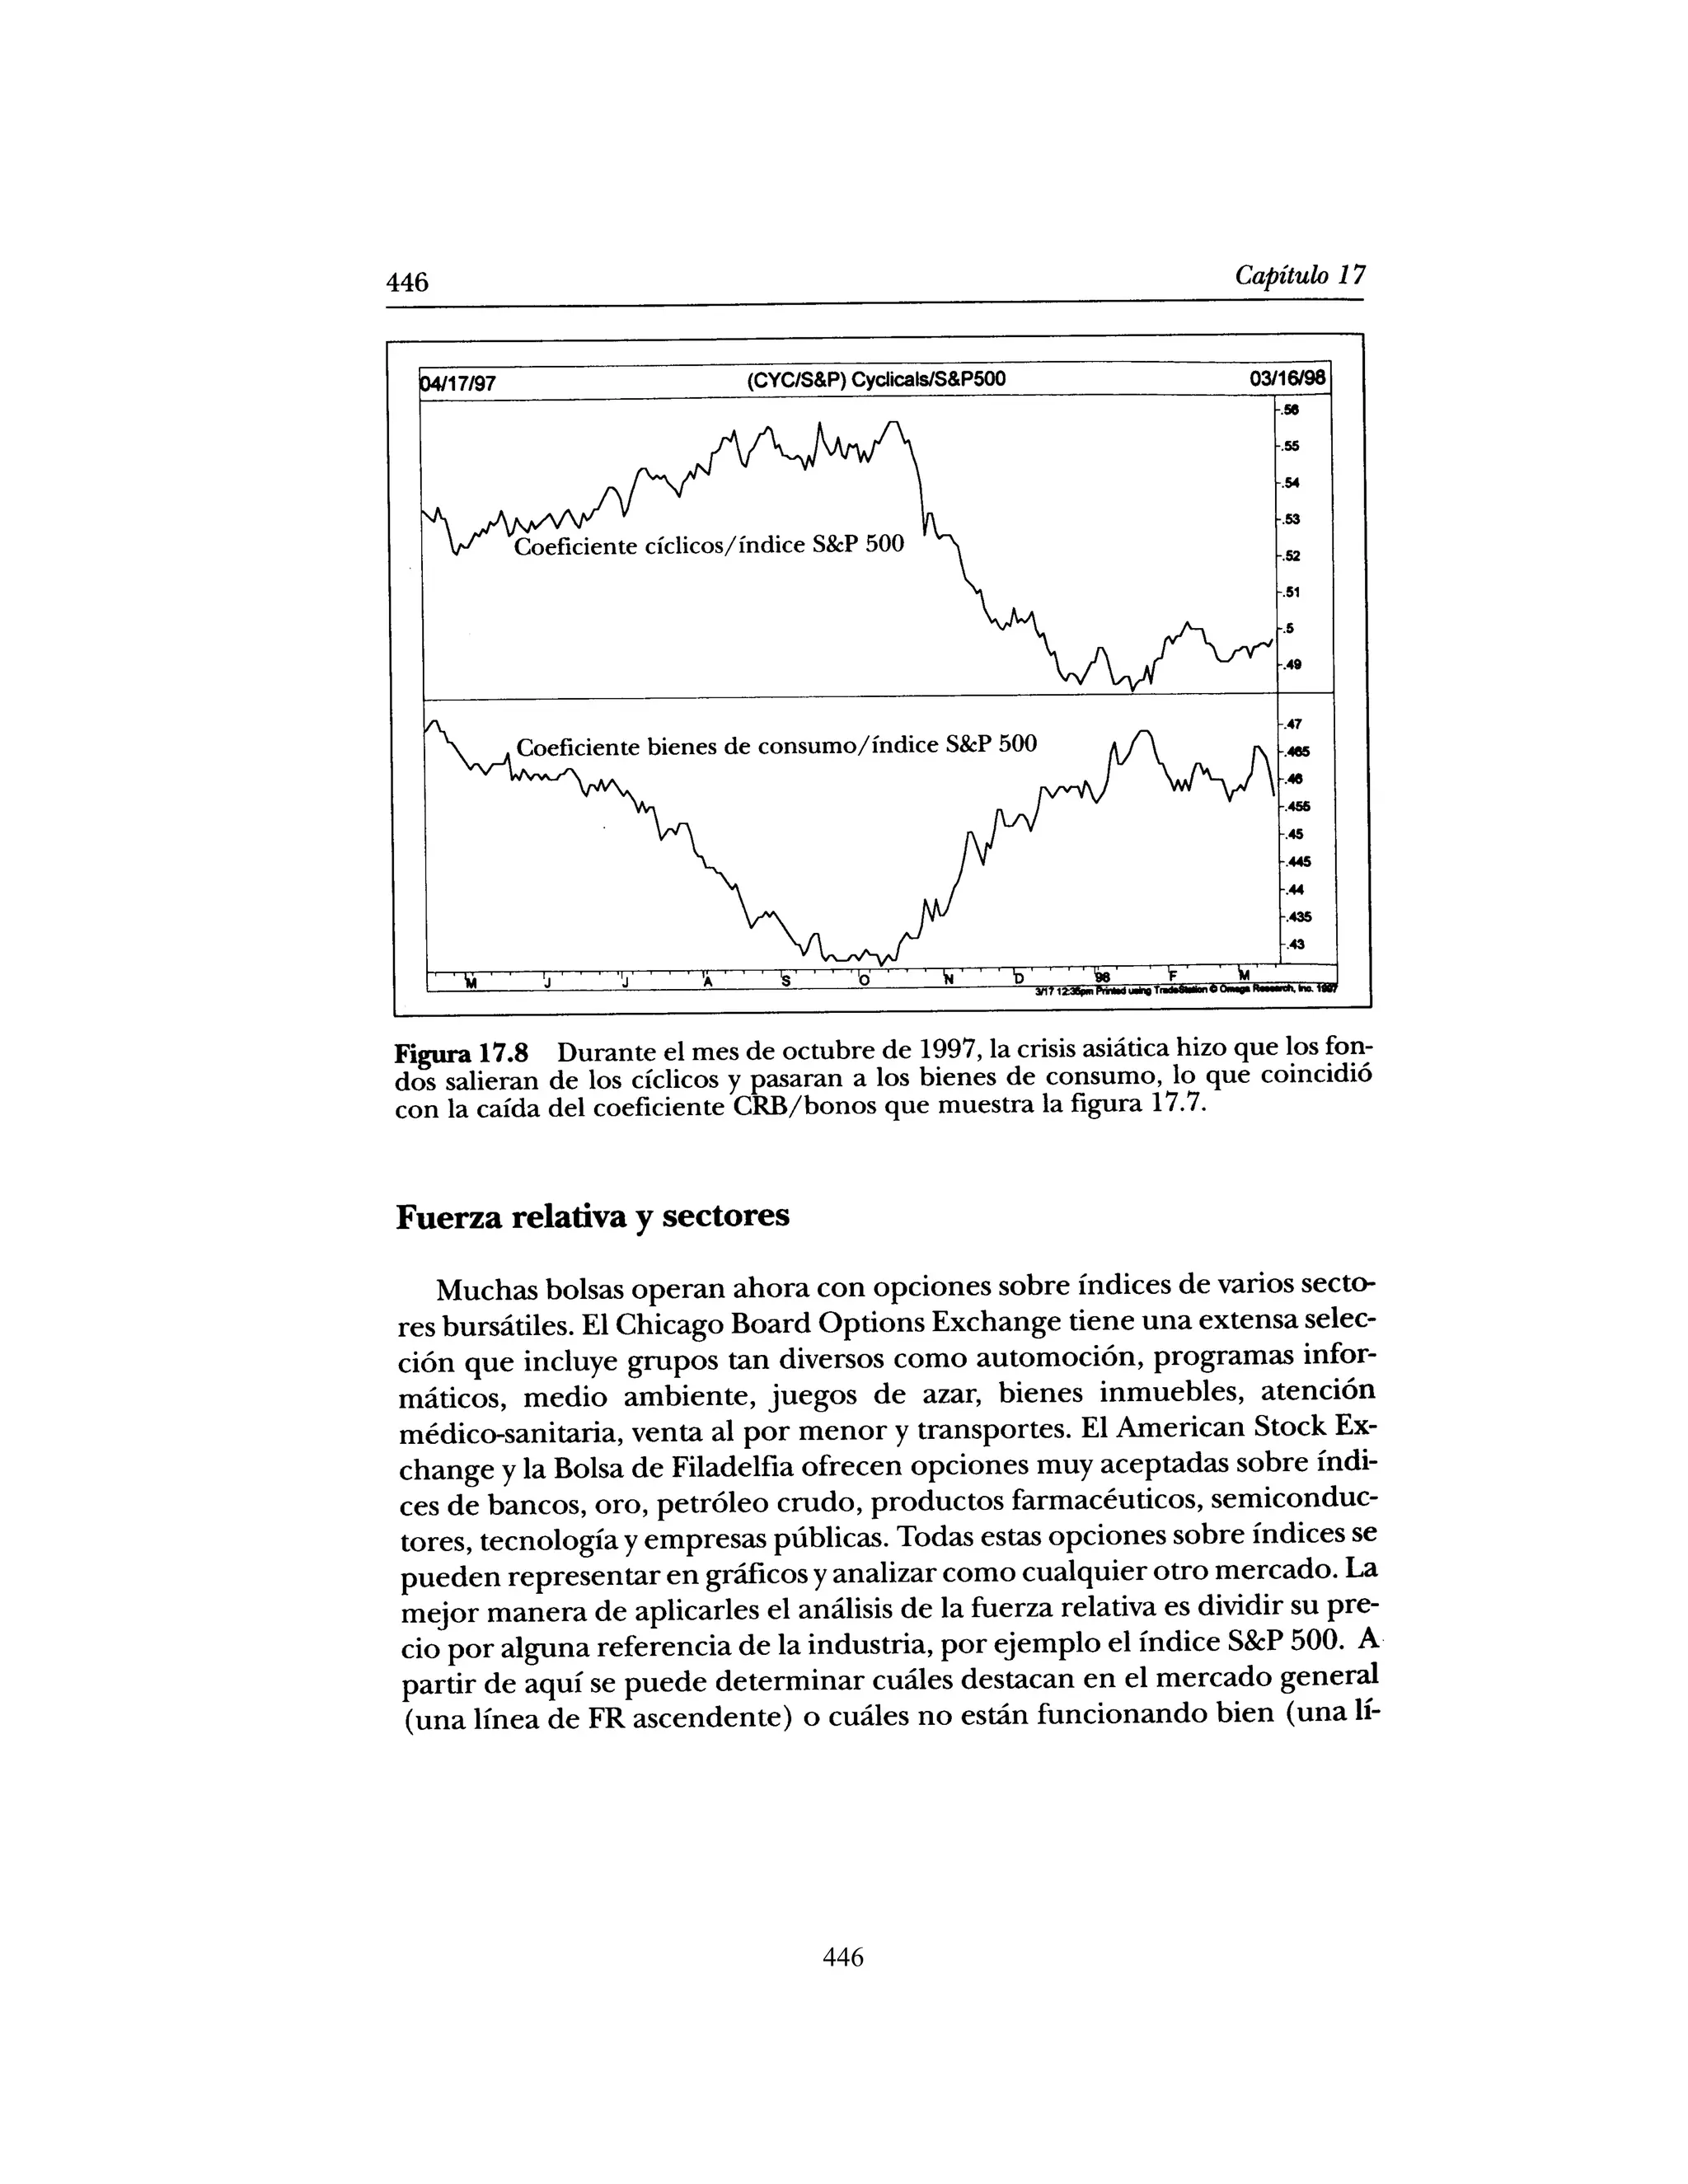 446
Capítulo 17
04/17/97 (CYC/S&P) Cyclicals/S&P500 03/16/98
.56
.55
.54
.53
Coeficiente cíclicos/índice S&P 500
.52
.51
.5
.49
.47
Coeficiente bienes de consumo/índice S&P 500
.465
.46
.455
.45
.445
.44
.435
.43
M J J A S O N D 98 F M
3/17 12:35pm Printed using TradeStation © Omega Research, Inc. 1997
Figura 17.8 Durante el mes de octubre de 1997, la crisis asiática hizo que los fon-
dos salieran de los cíclicos y pasaran a los bienes de consumo, lo que coincidió
con la caída del coeficiente CRB/bonos que muestra la figura 17.7.
Fuerza relativa y sectores
Muchas bolsas operan ahora con opciones sobre índices de varios secto-
res bursátiles. El Chicago Board Options Exchange tiene una extensa selec-
ción que incluye grupos tan diversos como automoción, programas infor-
máticos, medio ambiente, juegos de azar, bienes inmuebles, atención
médico-sanitaria, venta al por menor y transportes. El American Stock Ex-
change y la Bolsa de Filadelfia ofrecen opciones muy aceptadas sobre índi-
ces de bancos, oro, petróleo crudo, productos farmacéuticos, semiconduc-
tores, tecnología y empresas públicas. Todas estas opciones sobre índices se
pueden representar en gráficos y analizar como cualquier otro mercado. La
mejor manera de aplicarles el análisis de la fuerza relativa es dividir su pre-
cio por alguna referencia de la industria, por ejemplo el índice S&P 500. A
partir de aquí se puede determinar cuáles destacan en el mercado general
(una línea de FR ascendente) o cuáles no están funcionando bien (una lí-
446